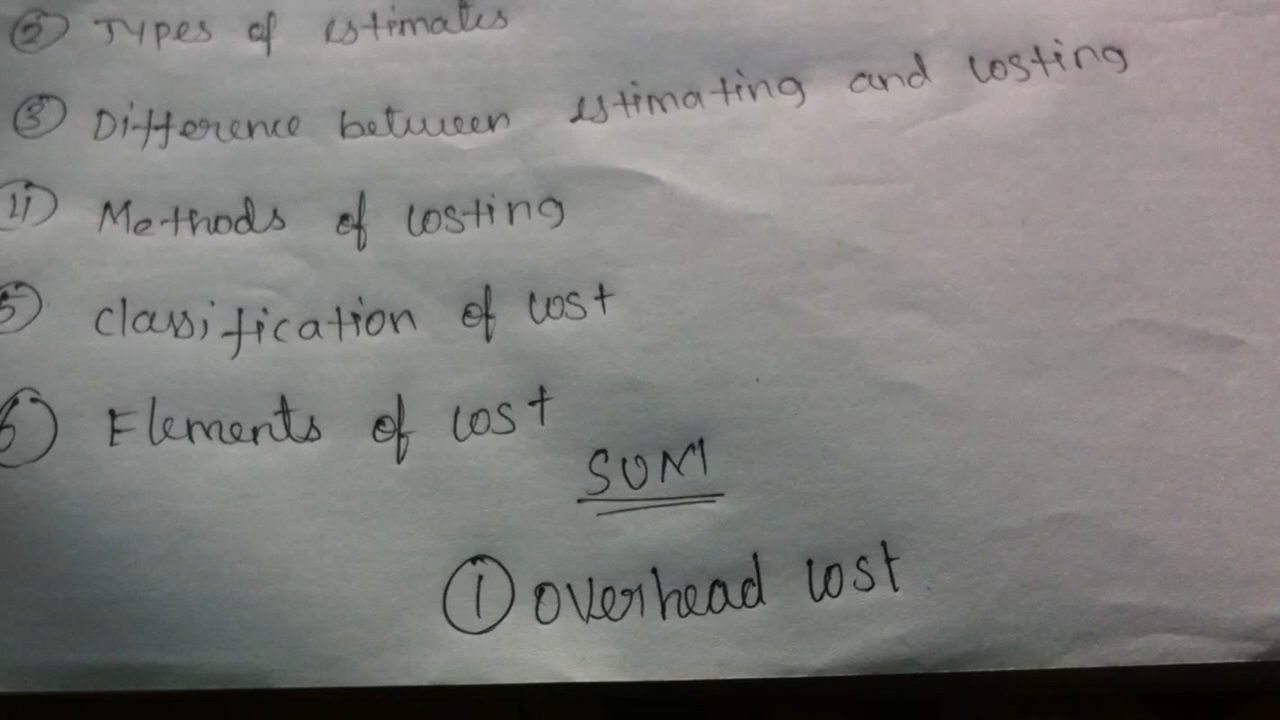 ② Types of estimates
③ Difference between estimating and costing
④ Methods of costing
⑤ classification of cost
⑥ Elements of cost
SUM
① overhead cost